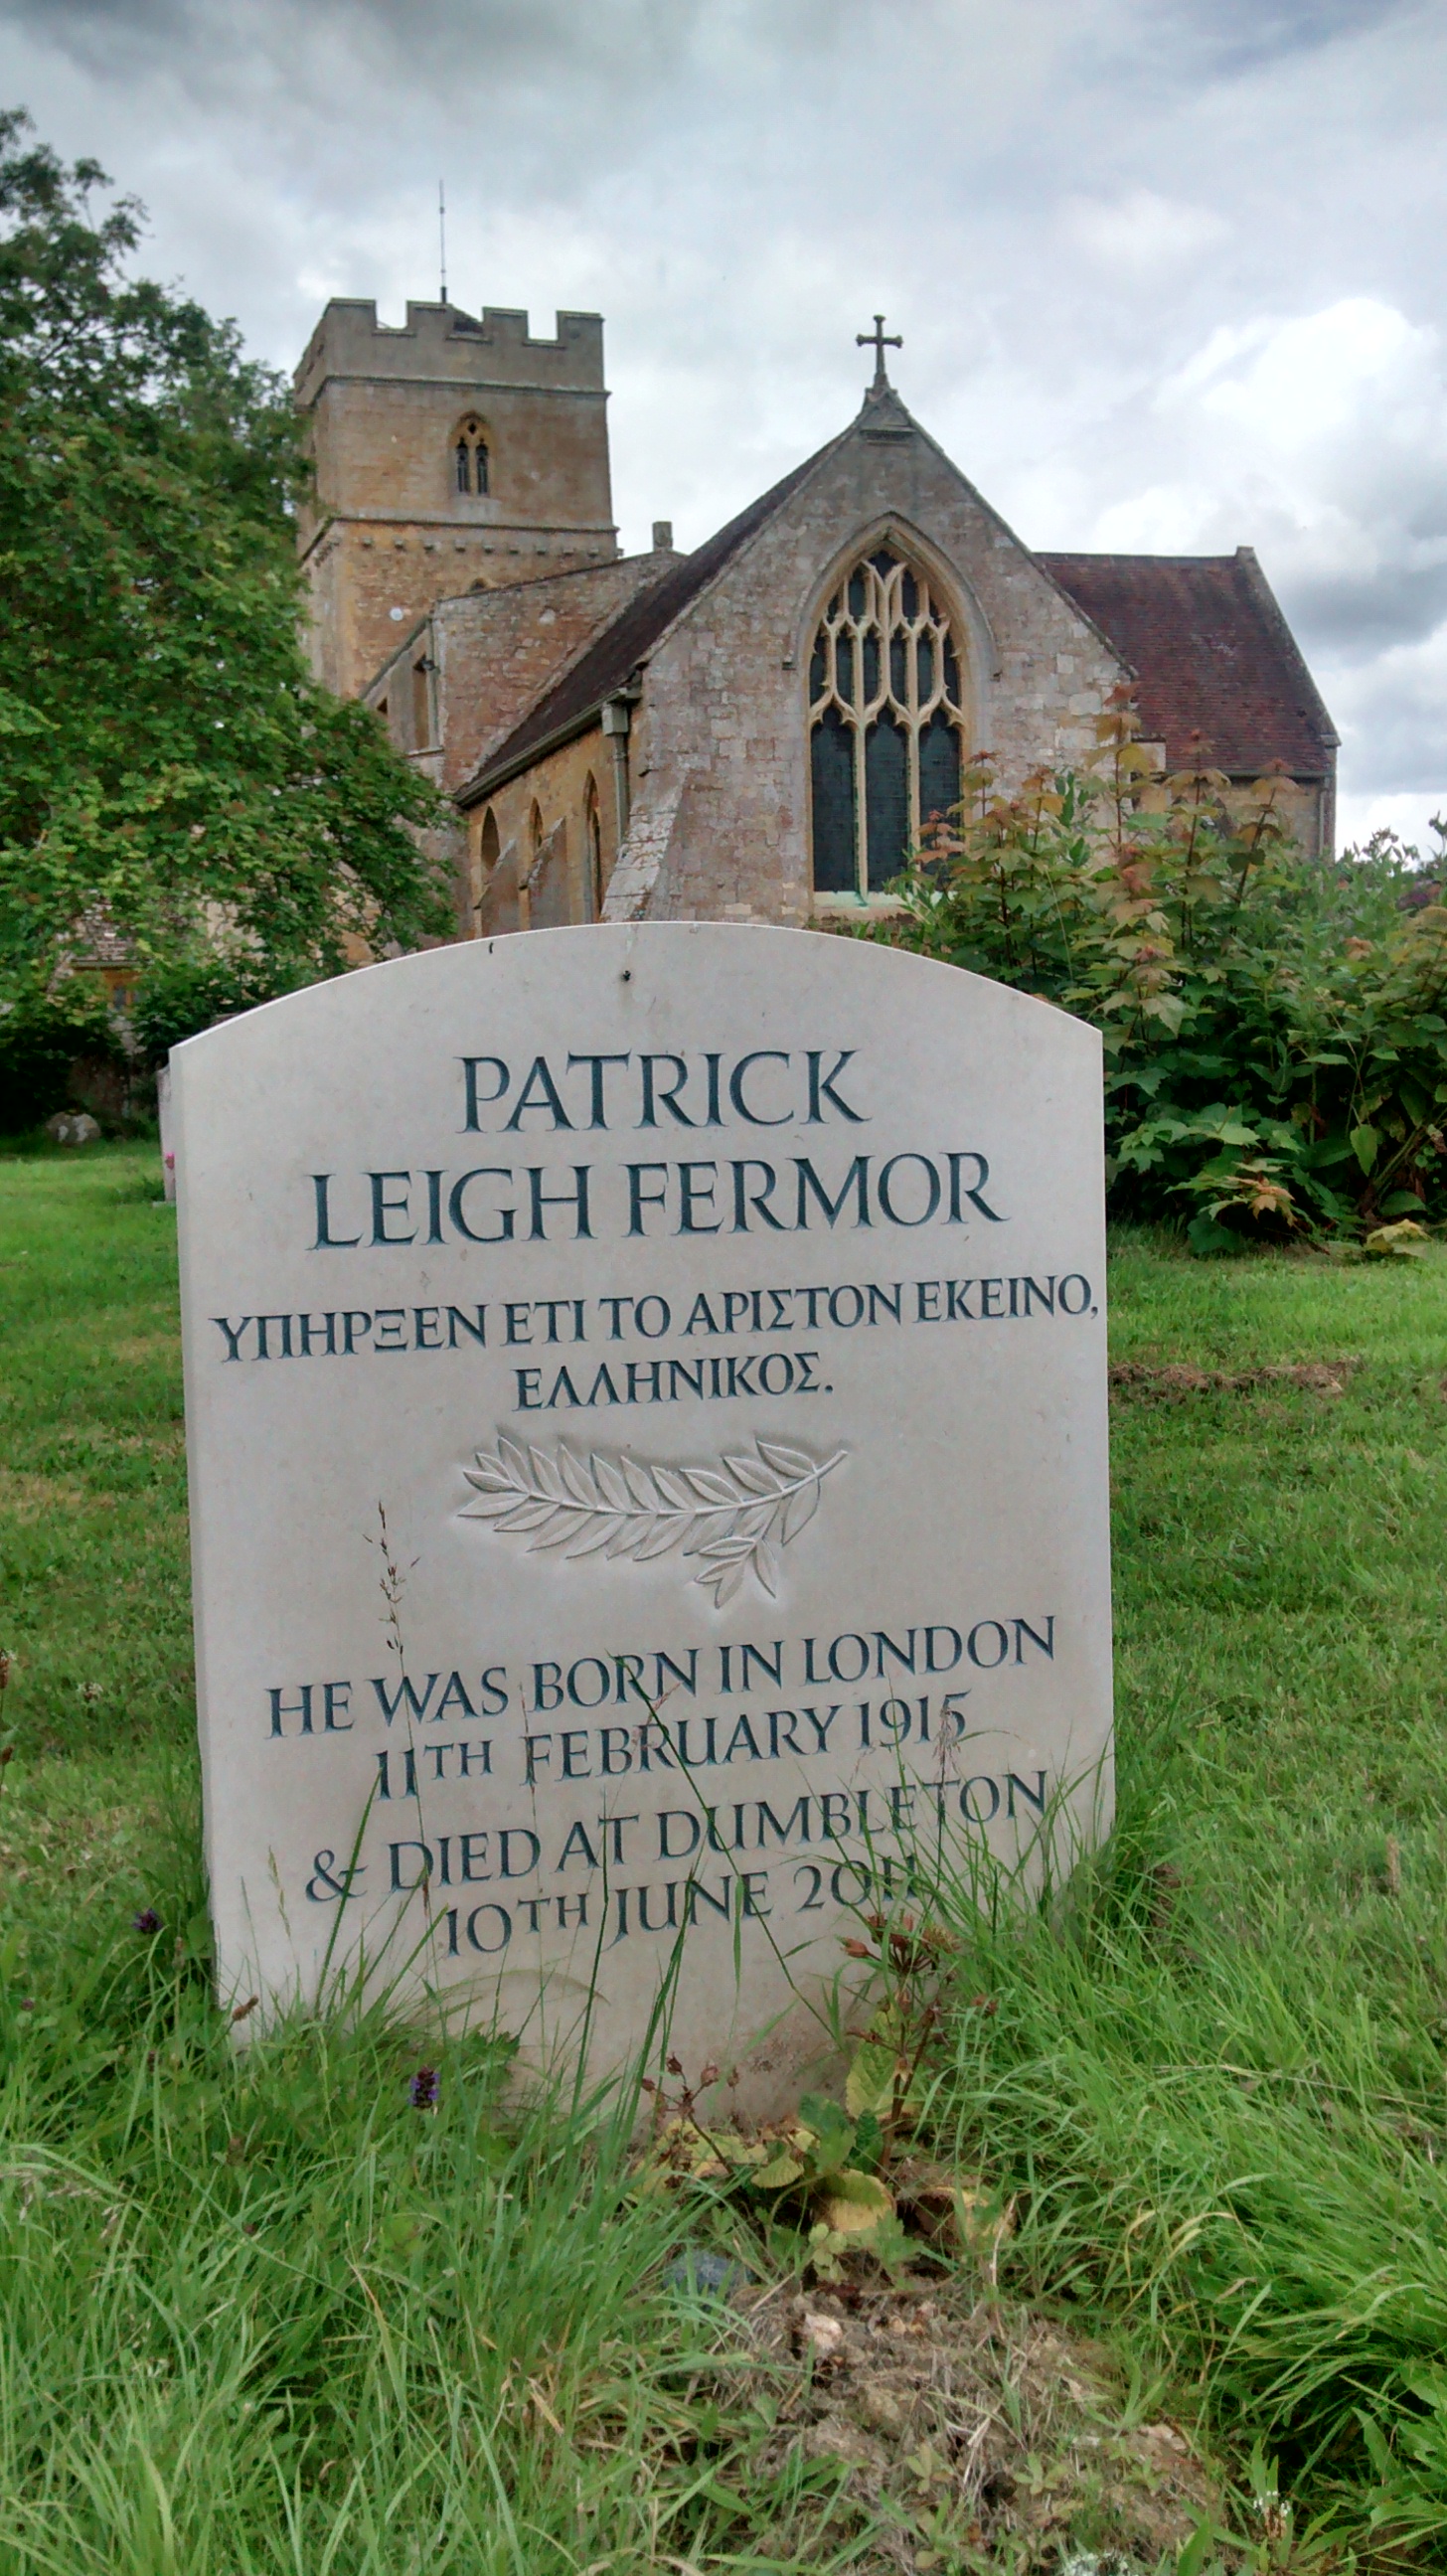 PATRICK
LEIGH FERMOR
ΥΠΗΡΞΕΝ ΕΤΙ ΤΟ ΑΡΙΣΤΟΝ ΕΚΕΙΝΟ,
ΕΛΛΗΝΙΚΟΣ.
HE WAS BORN IN LONDON
11TH FEBRUARY 1915
& DIED AT DUMBLETON
10TH JUNE 2011